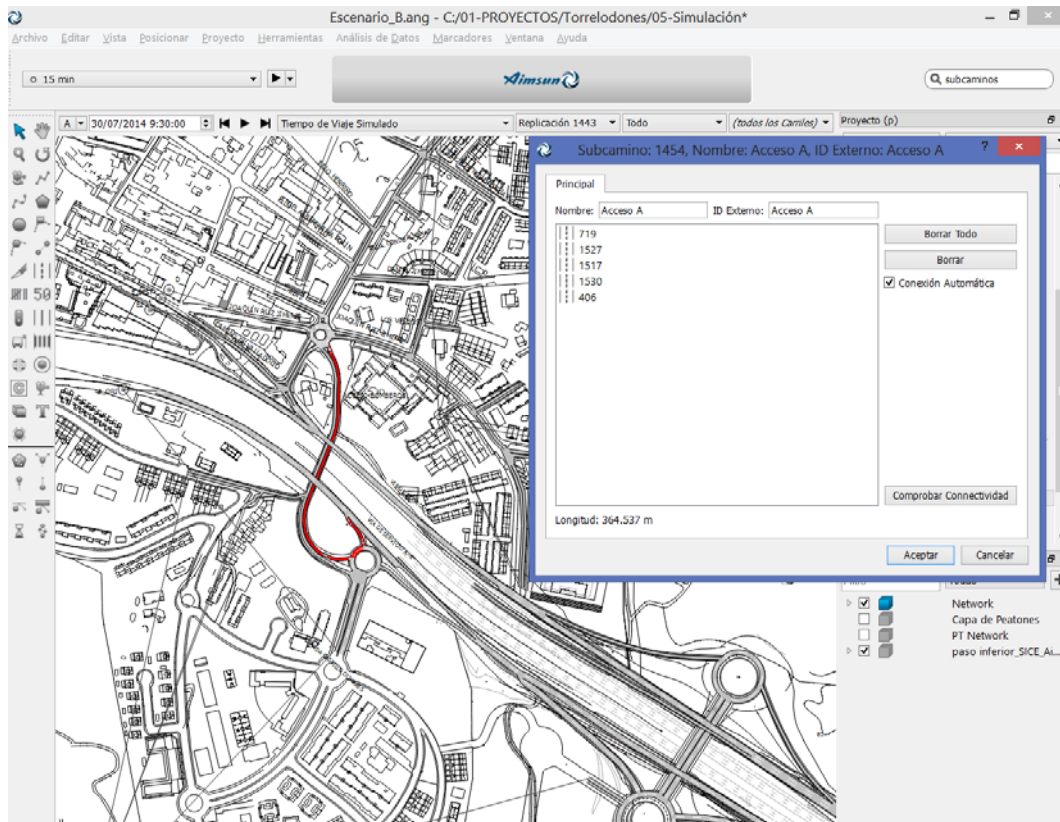 Escenario_B.ang - C:/01-PROYECTOS/Torrelodones/05-Simulación*
Archivo Editar Vista Posicionar Proyecto Herramientas Análisis de Datos Marcadores Ventana Ayuda
15 min
Aimsun
subcaminos
A 30/07/2014 9:30:00 Tiempo de Viaje Simulado Replicación 1443 Todo (todos los Carriles) Proyecto (p)
Subcamino: 1454, Nombre: Acceso A, ID Externo: Acceso A ?
Principal
Nombre: Acceso A ID Externo: Acceso A
719
1527
1517
1530
406
Borrar Todo
Borrar
Conexión Automática
Comprobar Connectividad
Longitud: 364.537 m
Aceptar Cancelar
50
Network
Capa de Peatones
PT Network
paso inferior_SICE_Ai...